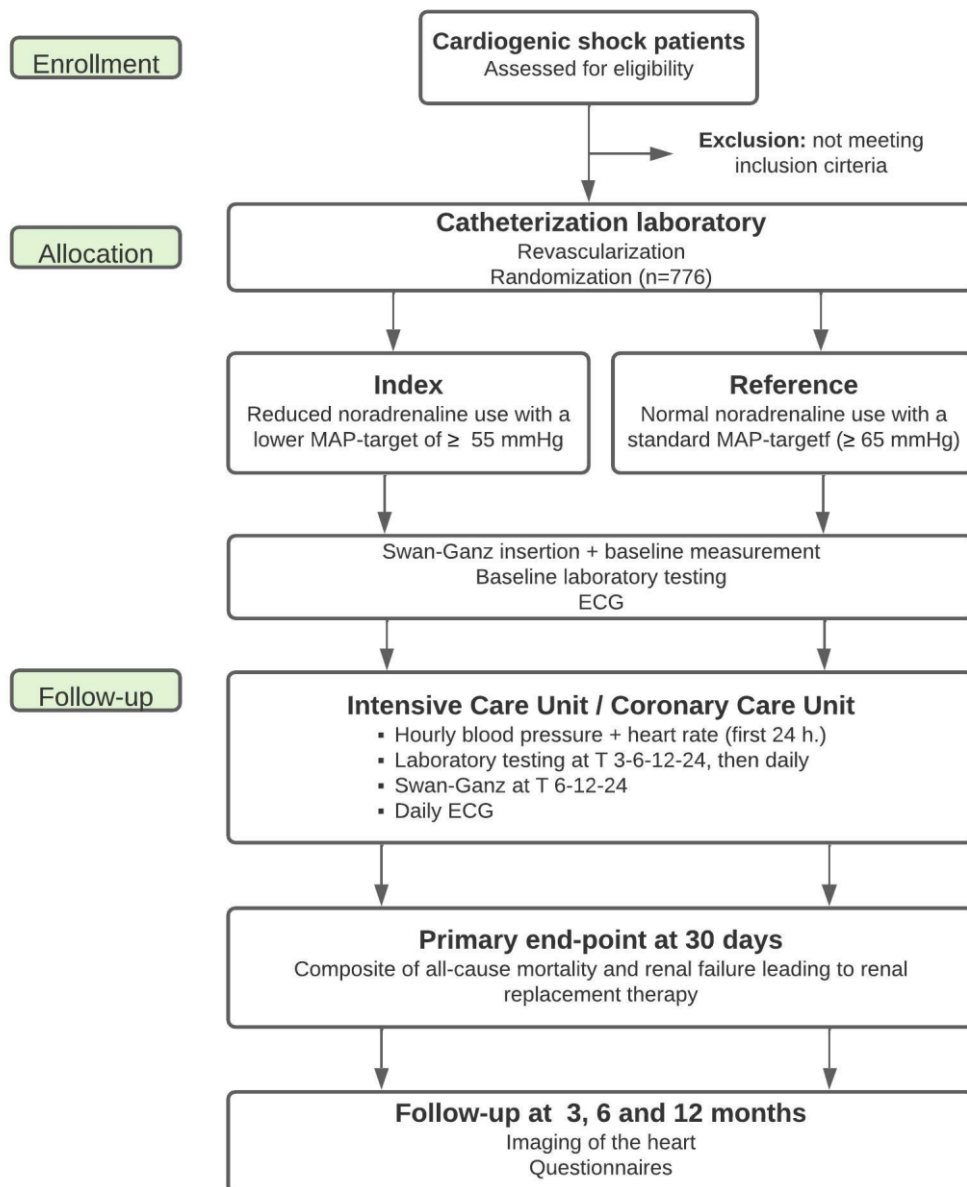 Enrollment
Cardiogenic shock patients
Assessed for eligibility
Exclusion: not meeting
inclusion cirteria
Allocation
Catheterization laboratory
Revascularization
Randomization (n=776)
Index
Reduced noradrenaline use with a
lower MAP-target of ≥ 55 mmHg
Reference
Normal noradrenaline use with a
standard MAP-targetf (≥ 65 mmHg)
Swan-Ganz insertion + baseline measurement
Baseline laboratory testing
ECG
Follow-up
Intensive Care Unit / Coronary Care Unit
▪ Hourly blood pressure + heart rate (first 24 h.)
▪ Laboratory testing at T 3-6-12-24, then daily
▪ Swan-Ganz at T 6-12-24
▪ Daily ECG
Primary end-point at 30 days
Composite of all-cause mortality and renal failure leading to renal
replacement therapy
Follow-up at 3, 6 and 12 months
Imaging of the heart
Questionnaires